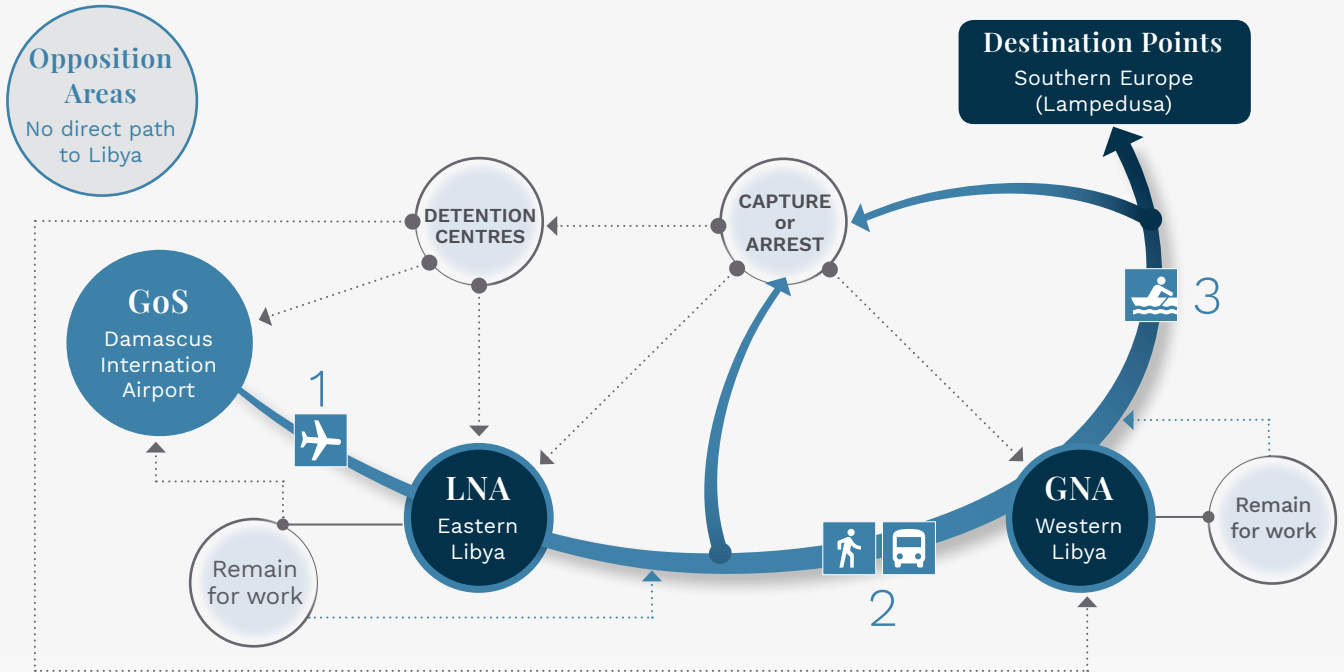 Opposition
Areas
No direct path
to Libya
Destination Points
Southern Europe
(Lampedusa)
DETENTION
CENTRES
CAPTURE
or
ARREST
GoS
Damascus
Internation
Airport
1
3
LNA
Eastern
Libya
GNA
Western
Libya
Remain
for work
Remain
for work
2